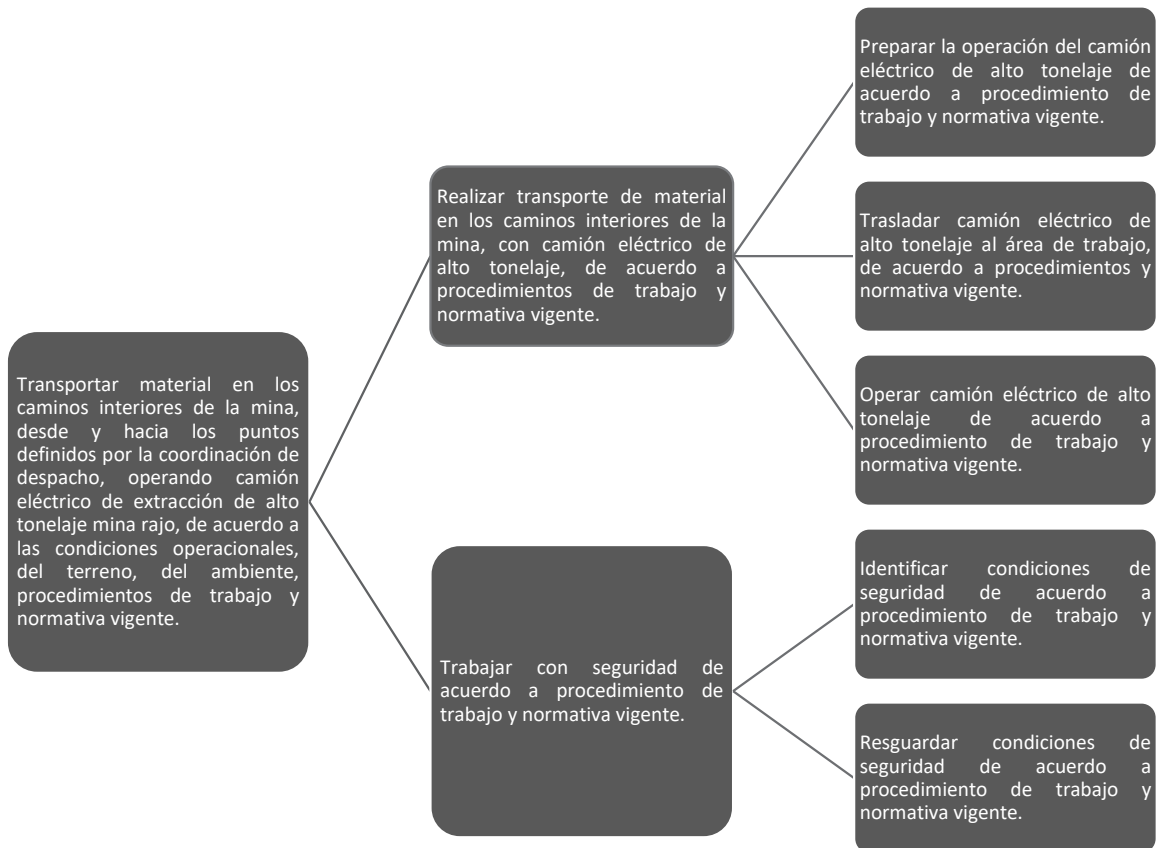 Transportar material en los
caminos interiores de la mina,
desde y hacia los puntos
definidos por la coordinación de
despacho, operando camión
eléctrico de extracción de alto
tonelaje mina rajo, de acuerdo a
las condiciones operacionales,
del terreno, del ambiente,
procedimientos de trabajo y
normativa vigente.
Realizar transporte de material
en los caminos interiores de la
mina, con camión eléctrico de
alto tonelaje, de acuerdo a
procedimientos de trabajo y
normativa vigente.
Preparar la operación del camión
eléctrico de alto tonelaje de
acuerdo a procedimiento de
trabajo y normativa vigente.
Trasladar camión eléctrico de
alto tonelaje al área de trabajo,
de acuerdo a procedimientos y
normativa vigente.
Operar camión eléctrico de alto
tonelaje de acuerdo a
procedimiento de trabajo y
normativa vigente.
Trabajar con seguridad de
acuerdo a procedimiento de
trabajo y normativa vigente.
Identificar condiciones de
seguridad de acuerdo a
procedimiento de trabajo y
normativa vigente.
Resguardar condiciones de
seguridad de acuerdo a
procedimiento de trabajo y
normativa vigente.